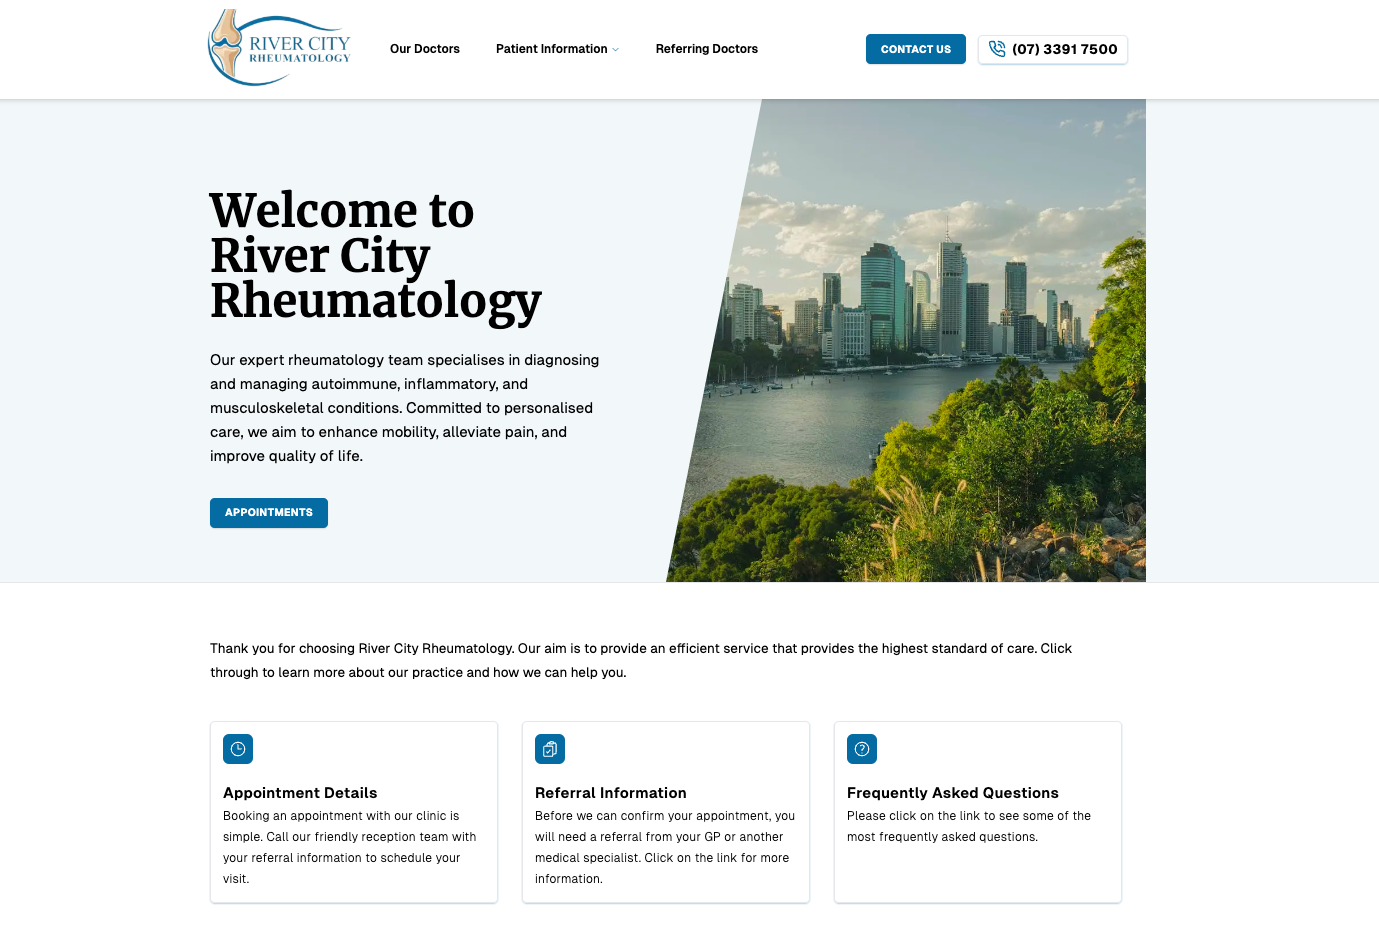 RIVER CITY
RHEUMATOLOGY
Our Doctors
Patient Information
Referring Doctors
CONTACT US
(07) 3391 7500
Welcome to
River City
Rheumatology
Our expert rheumatology team specialises in diagnosing
and managing autoimmune, inflammatory, and
musculoskeletal conditions. Committed to personalised
care, we aim to enhance mobility, alleviate pain, and
improve quality of life.
APPOINTMENTS
Thank you for choosing River City Rheumatology. Our aim is to provide an efficient service that provides the highest standard of care. Click
through to learn more about our practice and how we can help you.
Appointment Details
Booking an appointment with our clinic is
simple. Call our friendly reception team with
your referral information to schedule your
visit.
Referral Information
Before we can confirm your appointment, you
will need a referral from your GP or another
medical specialist. Click on the link for more
information.
Frequently Asked Questions
Please click on the link to see some of the
most frequently asked questions.